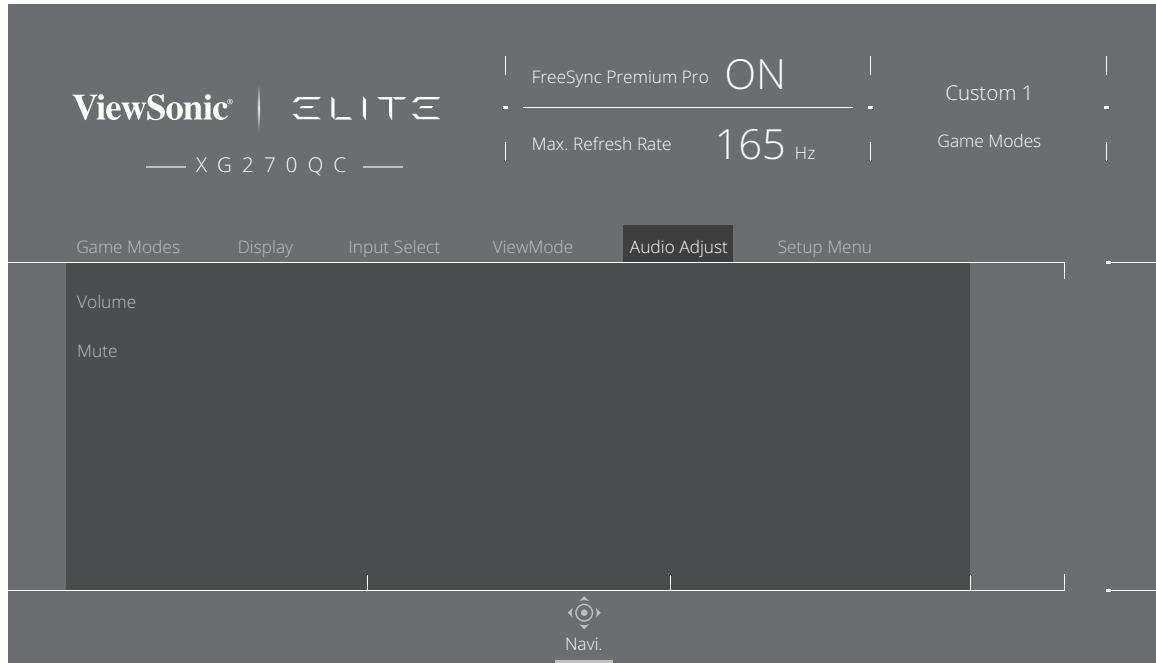 ViewSonic® ELITE
XG270QC
FreeSync Premium Pro ON
Max. Refresh Rate 165 Hz
Custom 1
Game Modes
Game Modes Display Input Select ViewMode Audio Adjust Setup Menu
Volume
Mute
Navi.